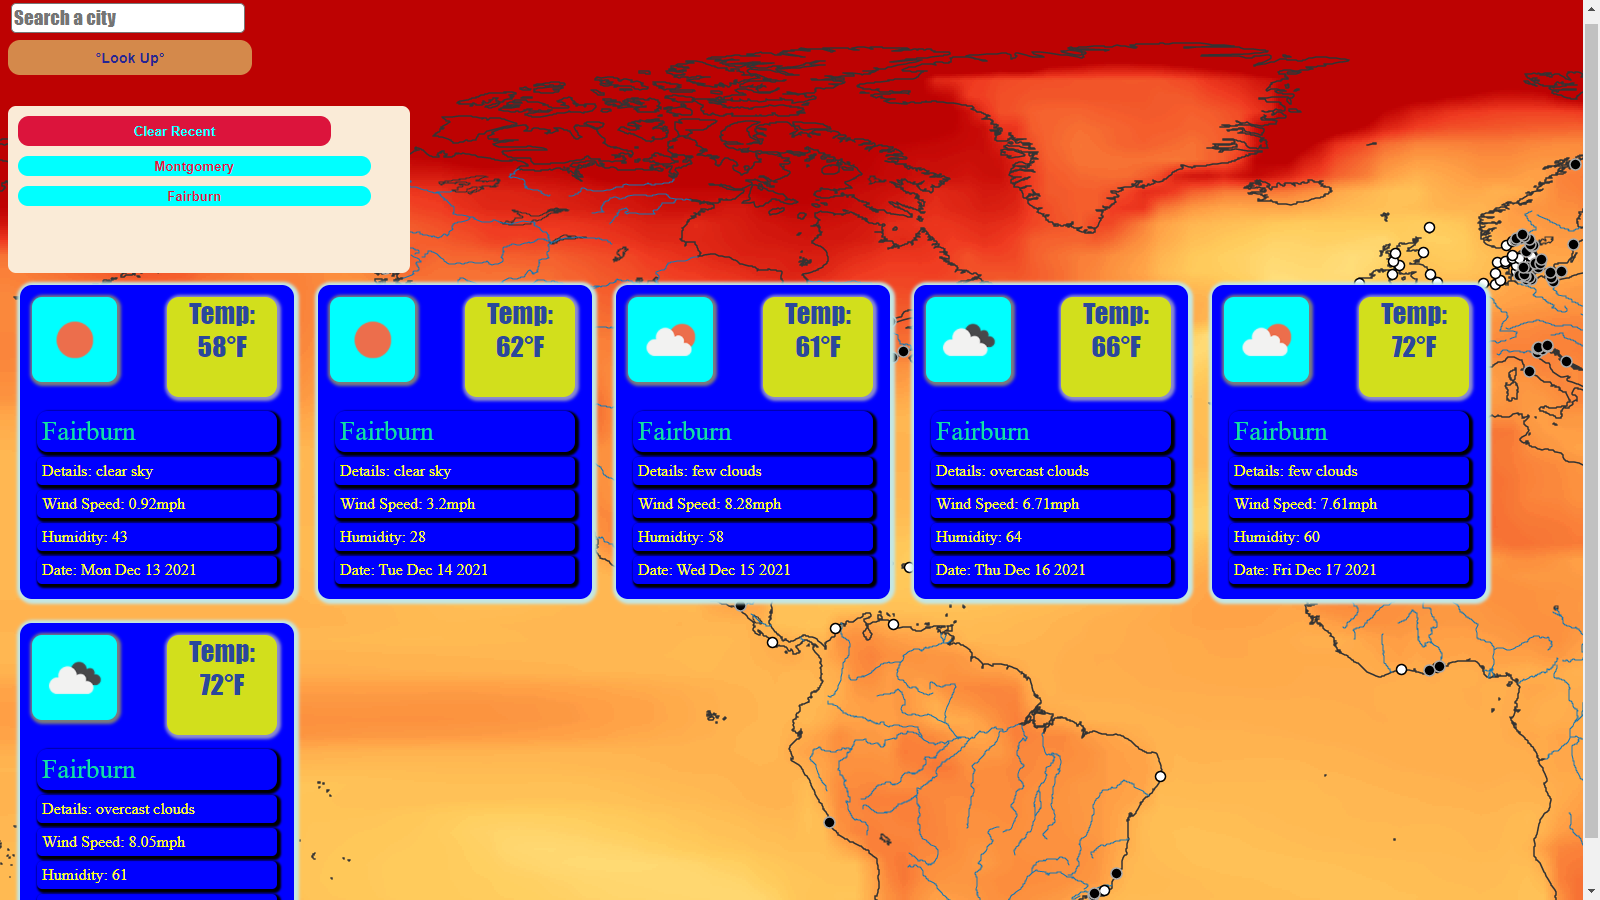 Search a city
°Look Up°
Clear Recent
Montgomery
Fairburn
Temp:
58°F
Fairburn
Details: clear sky
Wind Speed: 0.92mph
Humidity: 43
Date: Mon Dec 13 2021
Temp:
62°F
Fairburn
Details: clear sky
Wind Speed: 3.2mph
Humidity: 28
Date: Tue Dec 14 2021
Temp:
61°F
Fairburn
Details: few clouds
Wind Speed: 8.28mph
Humidity: 58
Date: Wed Dec 15 2021
Temp:
66°F
Fairburn
Details: overcast clouds
Wind Speed: 6.71mph
Humidity: 64
Date: Thu Dec 16 2021
Temp:
72°F
Fairburn
Details: few clouds
Wind Speed: 7.61mph
Humidity: 60
Date: Fri Dec 17 2021
Temp:
72°F
Fairburn
Details: overcast clouds
Wind Speed: 8.05mph
Humidity: 61